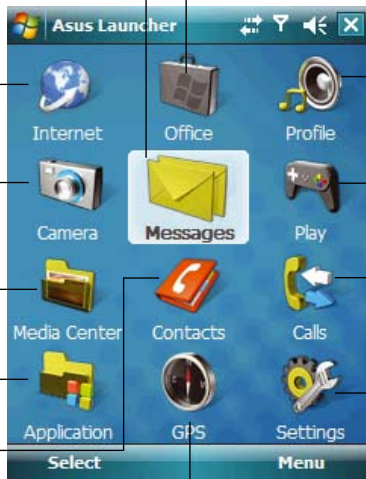 Asus Launcher
Internet Office Profile
Camera Messages Play
Media Center Contacts Calls
Application GPS Settings
Select Menu